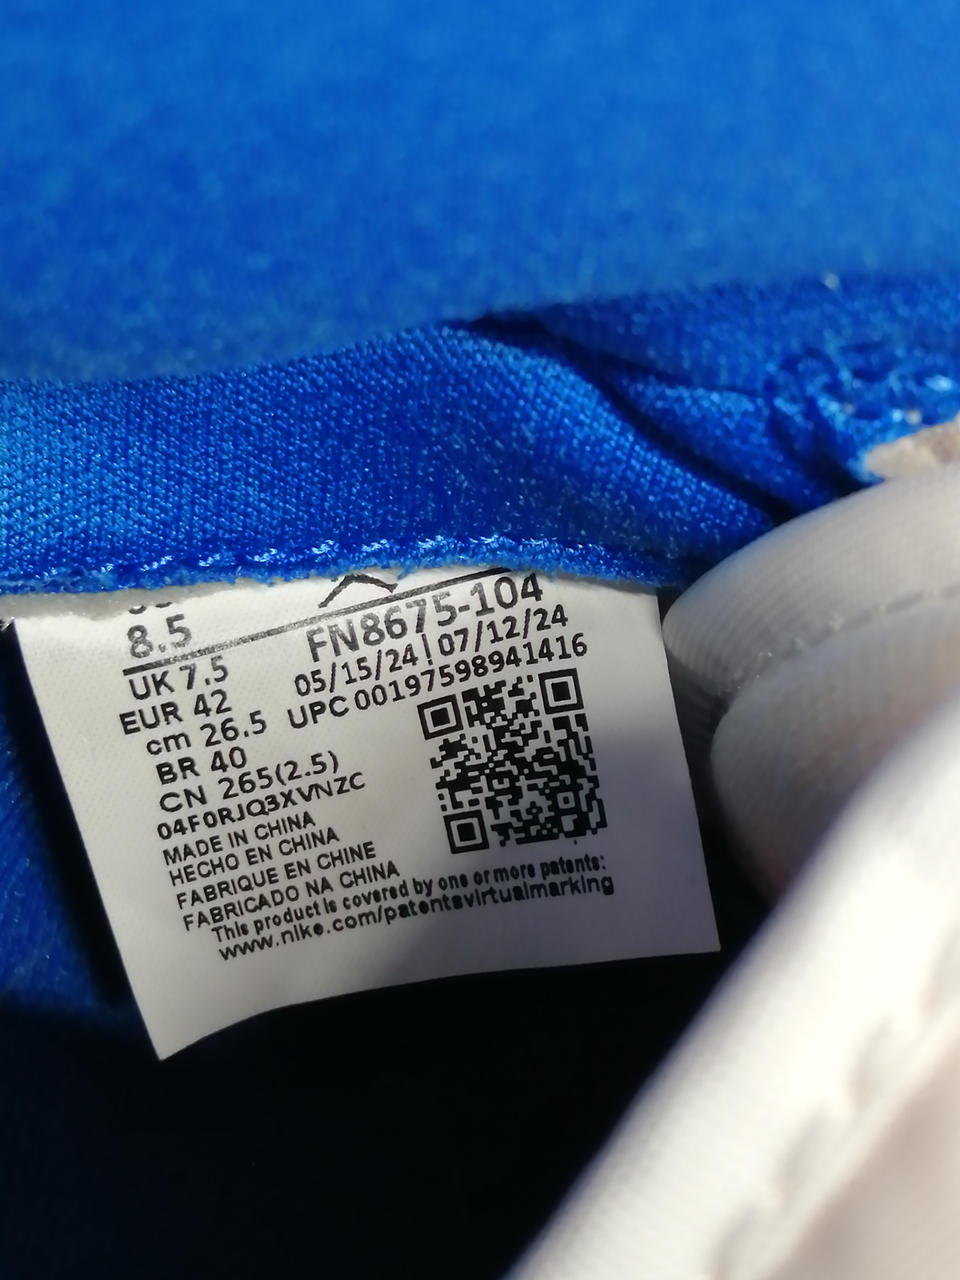 8.5
UK 7.5
EUR 42
cm 26.5
BR 40
CN 265(2.5)
04F0RJQ3XVNZC
MADE IN CHINA
HECHO EN CHINA
FABRIQUE EN CHINE
FABRICADO NA CHINA
FN8675-104
05/15/24|07/12/24
UPC 00197598941416
This product is covered by one or more patents:
www.nike.com/patentsvirtualmarking